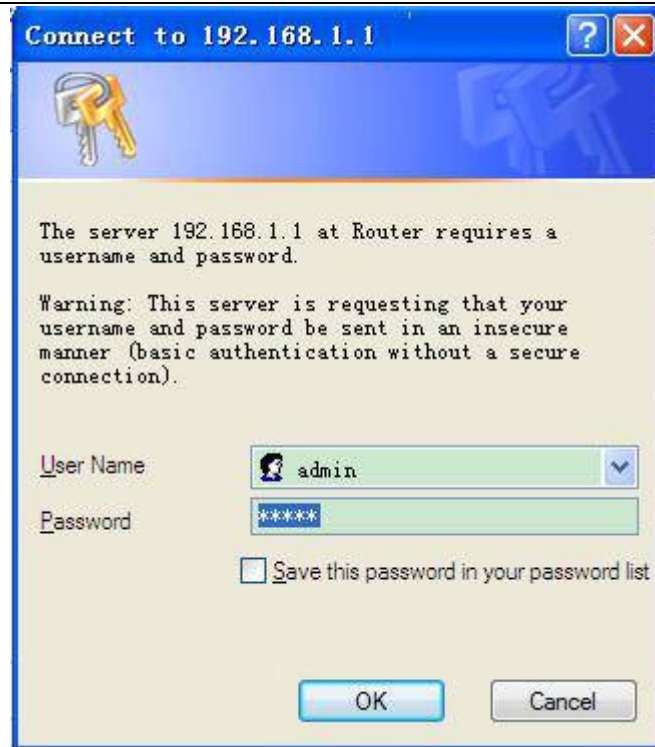 Connect to 192.168.1.1
The server 192.168.1.1 at Router requires a
username and password.
Warning: This server is requesting that your
username and password be sent in an insecure
manner (basic authentication without a secure
connection).
User Name
admin
Password
*****
Save this password in your password list
OK
Cancel